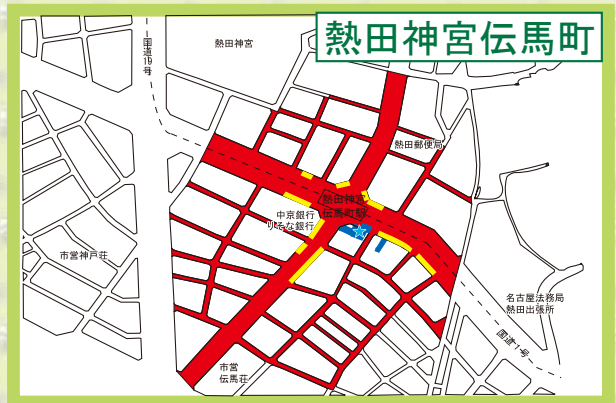 熱田神宮伝馬町
国道19号
熱田神宮
熱田郵便局
熱田神宮
伝馬町駅
中京銀行
りそな銀行
市営神戸荘
名古屋法務局
熱田出張所
国道1号
市営
伝馬荘